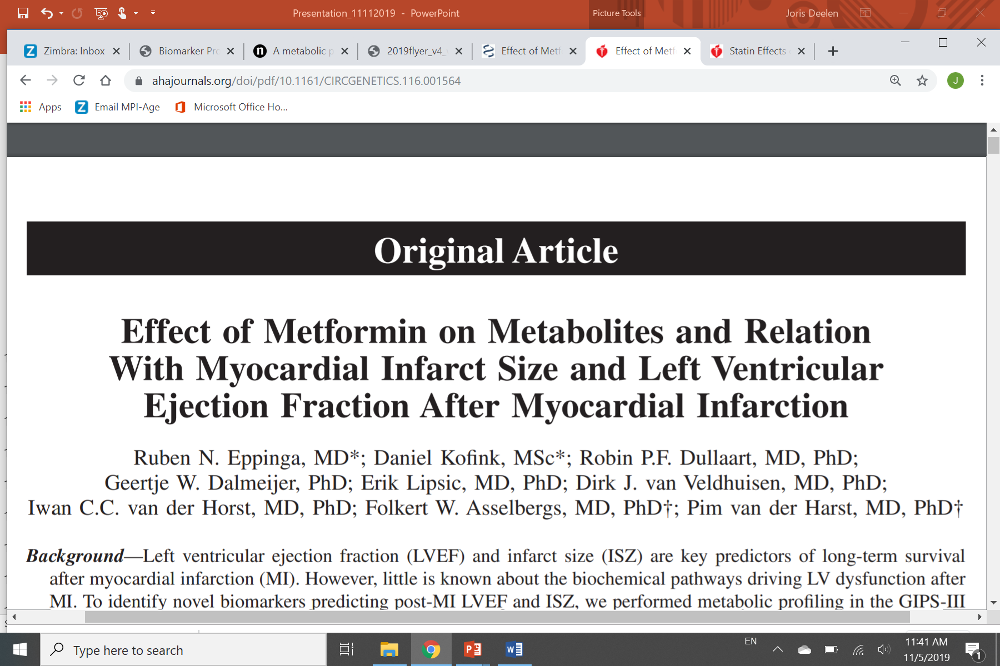 Presentation_11112019 - PowerPoint
Picture Tools
Joris Deelen
Zimbra: Inbox
Biomarker Pro
A metabolic p
2019flyer_v4_
Effect of Metf
Effect of Metf
Statin Effects
ahajournals.org/doi/pdf/10.1161/CIRCGENETICS.116.001564
J
Apps
Email MPI-Age
Microsoft Office Ho...
Original Article
Effect of Metformin on Metabolites and Relation
With Myocardial Infarct Size and Left Ventricular
Ejection Fraction After Myocardial Infarction
Ruben N. Eppinga, MD*; Daniel Kofink, MSc*; Robin P.F. Dullaart, MD, PhD;
Geertje W. Dalmeijer, PhD; Erik Lipsic, MD, PhD; Dirk J. van Veldhuisen, MD, PhD;
Iwan C.C. van der Horst, MD, PhD; Folkert W. Asselbergs, MD, PhD†; Pim van der Harst, MD, PhD†
Background—Left ventricular ejection fraction (LVEF) and infarct size (ISZ) are key predictors of long-term survival
after myocardial infarction (MI). However, little is known about the biochemical pathways driving LV dysfunction after
MI. To identify novel biomarkers predicting post-MI LVEF and ISZ, we performed metabolic profiling in the GIPS-III
Type here to search
EN
11:41 AM
11/5/2019
1